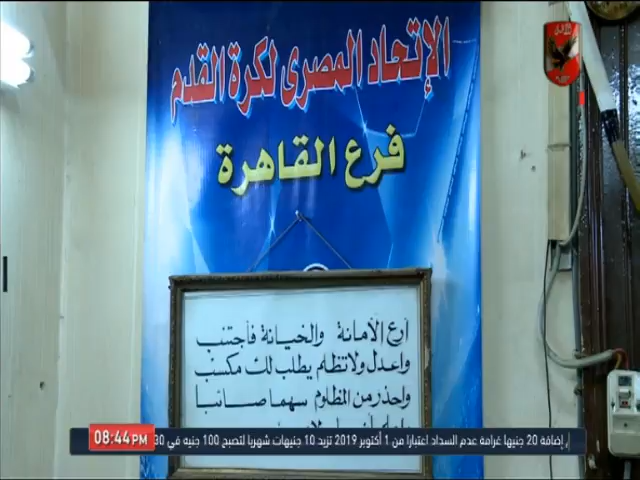 الإتحاد المصرى لكرة القدم
فرع القاهرة
أرع الأمانة والخيانة فاجتنب
واعدل ولا تظلم يطلب لك مكسب
واحذر من المظلوم سهما صائبا
إضافة 20 جنيها غرامة عدم السداد اعتبارا من 1 أكتوبر 2019 تزيد 10 جنيهات شهريا لتصبح 100 جنيه في 30
08:44 PM